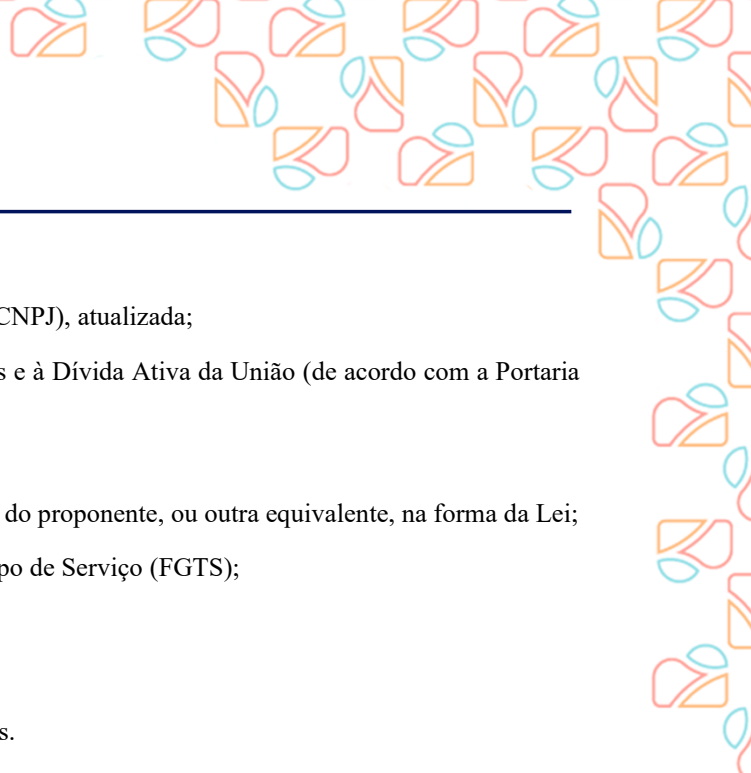 CNPJ), atualizada;
s e à Dívida Ativa da União (de acordo com a Portaria
do proponente, ou outra equivalente, na forma da Lei;
po de Serviço (FGTS);
s.